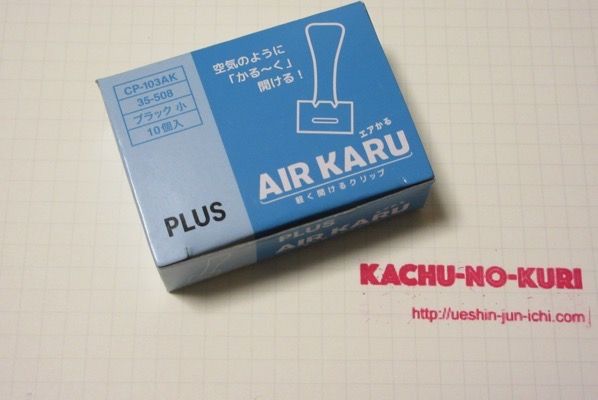 CP-103AK
35-508
ブラック 小
10個入
空気のように
「かる〜く」
開ける!
エアかる
AIR KARU
軽く開けるクリップ
PLUS
PLUS
AIR KARU
KACHU-NO-KURI
http://ueshin-jun-ichi.com